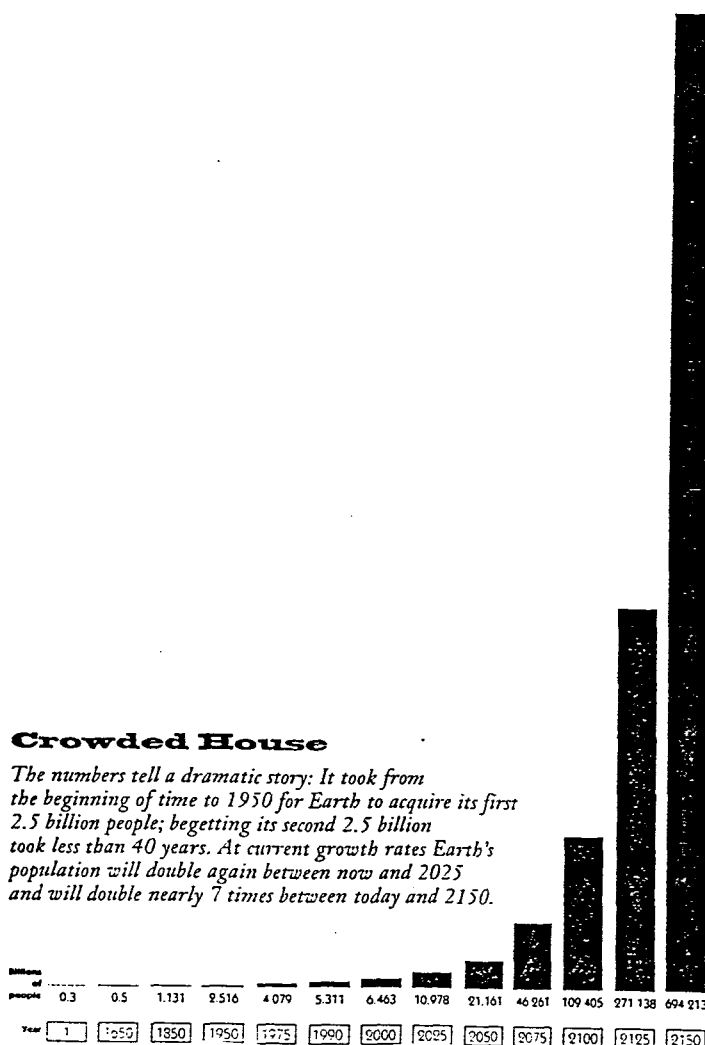 Crowded House
The numbers tell a dramatic story: It took from
the beginning of time to 1950 for Earth to acquire its first
2.5 billion people; begetting its second 2.5 billion
took less than 40 years. At current growth rates Earth's
population will double again between now and 2025
and will double nearly 7 times between today and 2150.
Billions
of
people 0.3 0.5 1.131 2.516 4 079 5.311 6.463 10.978 21.161 46 261 109 405 271 138 694 213
Year 1 1650 1850 1950 1975 1990 2000 2025 2050 2075 2100 2125 2150